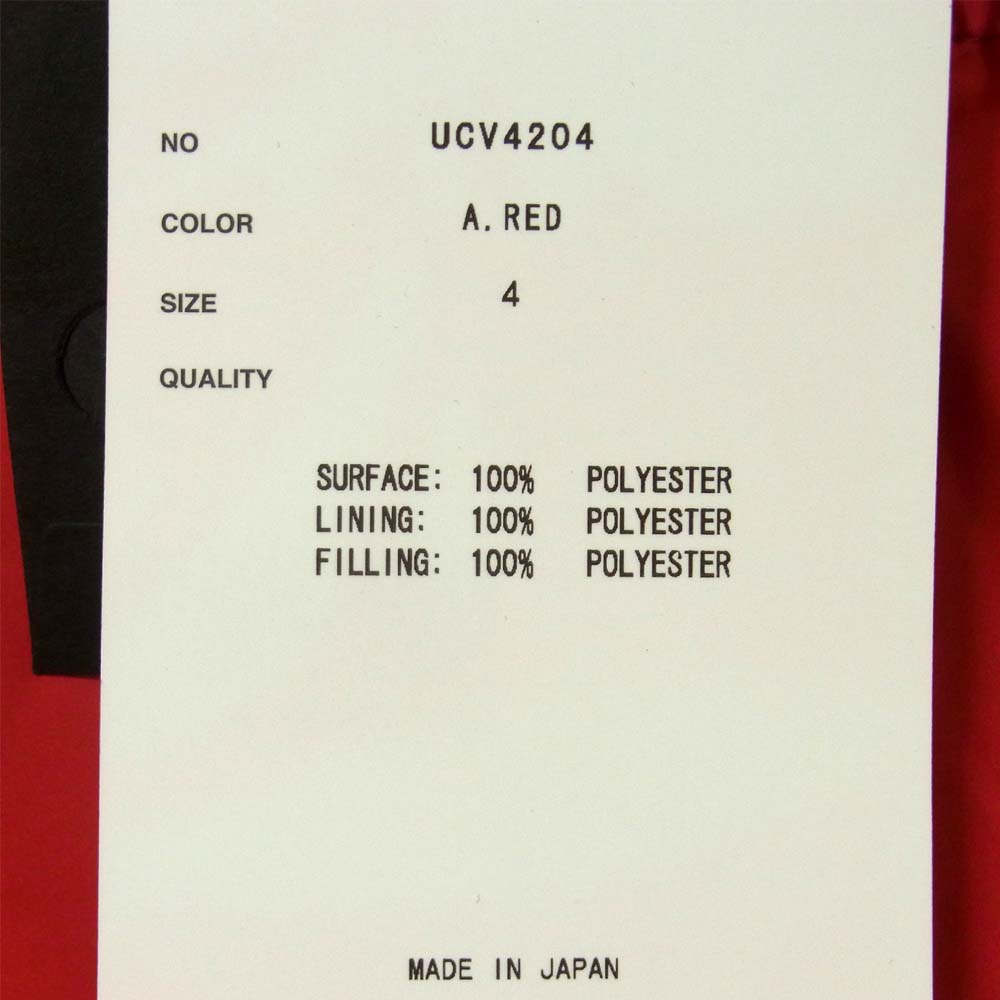 NO UCV4204
COLOR A. RED
SIZE 4
QUALITY
SURFACE: 100% POLYESTER
LINING: 100% POLYESTER
FILLING: 100% POLYESTER
MADE IN JAPAN